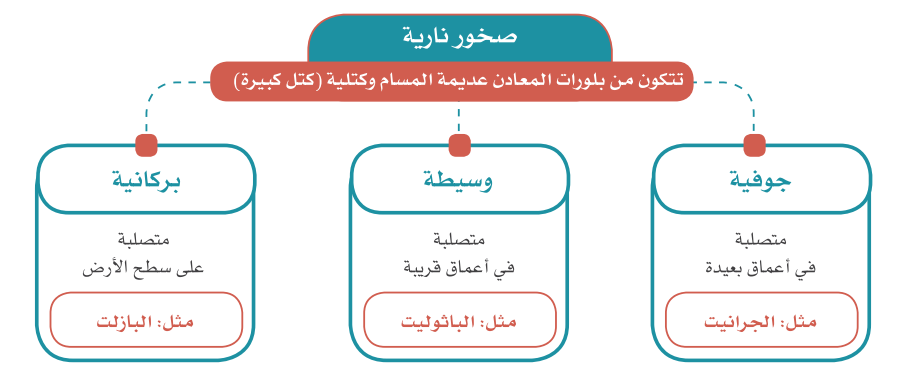 صخور نارية
تتكون من بلورات المعادن عديمة المسام وكتلية (كتل كبيرة)
جوفية
متصلبة
في أعماق بعيدة
مثل: الجرانيت
وسيطة
متصلبة
في أعماق قريبة
مثل: الباثوليت
بركانية
متصلبة
على سطح الأرض
مثل: البازلت